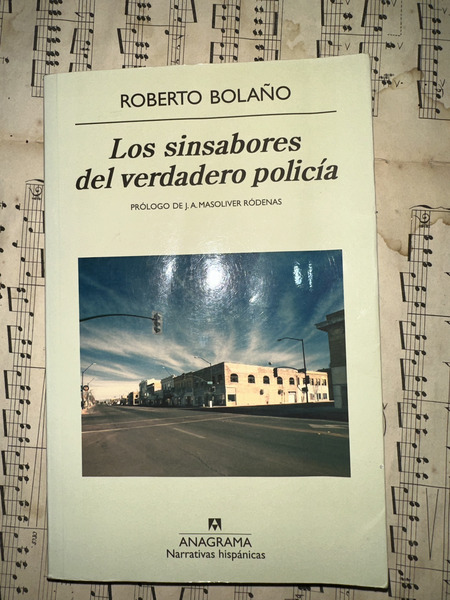 ROBERTO BOLAÑO
Los sinsabores
del verdadero policía
PRÓLOGO DE J. A. MASOLIVER RÓDENAS
ANAGRAMA
Narrativas hispánicas